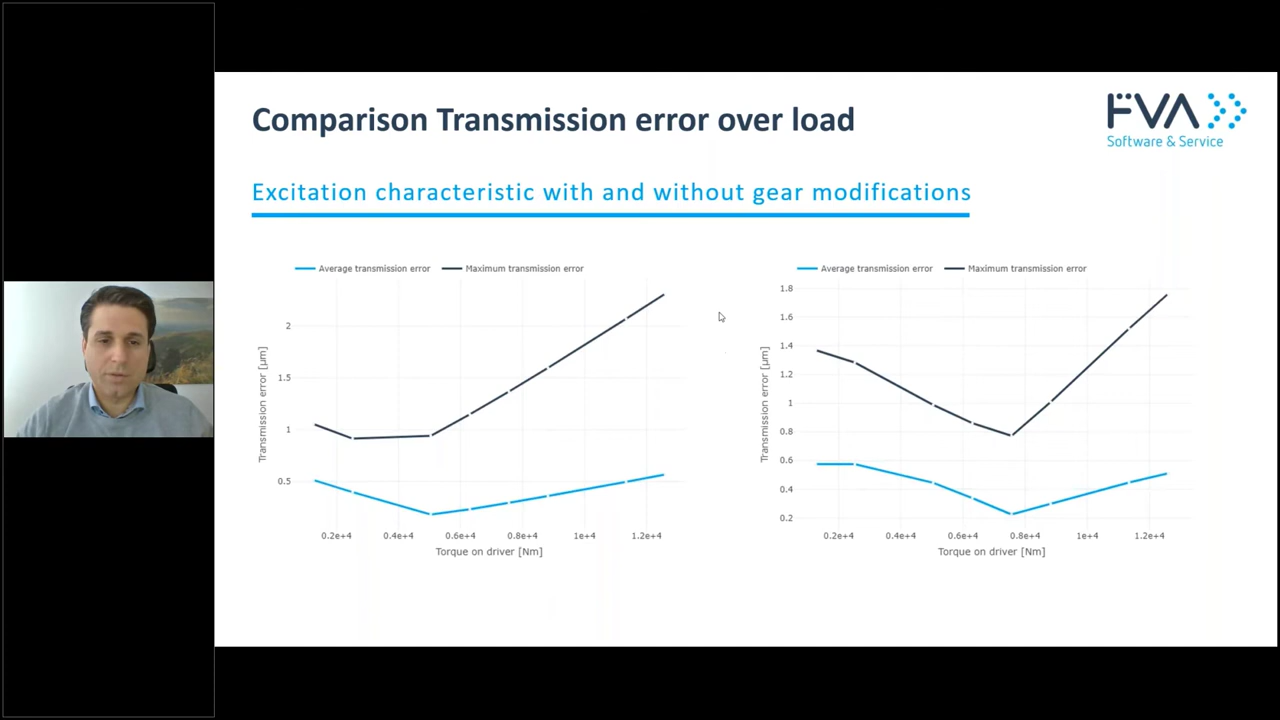 Comparison Transmission error over load
FVA
Software & Service
Excitation characteristic with and without gear modifications
Average transmission error
Maximum transmission error
Transmission error [µm]
2
1.5
1
0.5
0.2e+4
0.4e+4
0.6e+4
0.8e+4
1e+4
1.2e+4
Torque on driver [Nm]
Average transmission error
Maximum transmission error
Transmission error [µm]
1.8
1.6
1.4
1.2
1
0.8
0.6
0.4
0.2
0.2e+4
0.4e+4
0.6e+4
0.8e+4
1e+4
1.2e+4
Torque on driver [Nm]